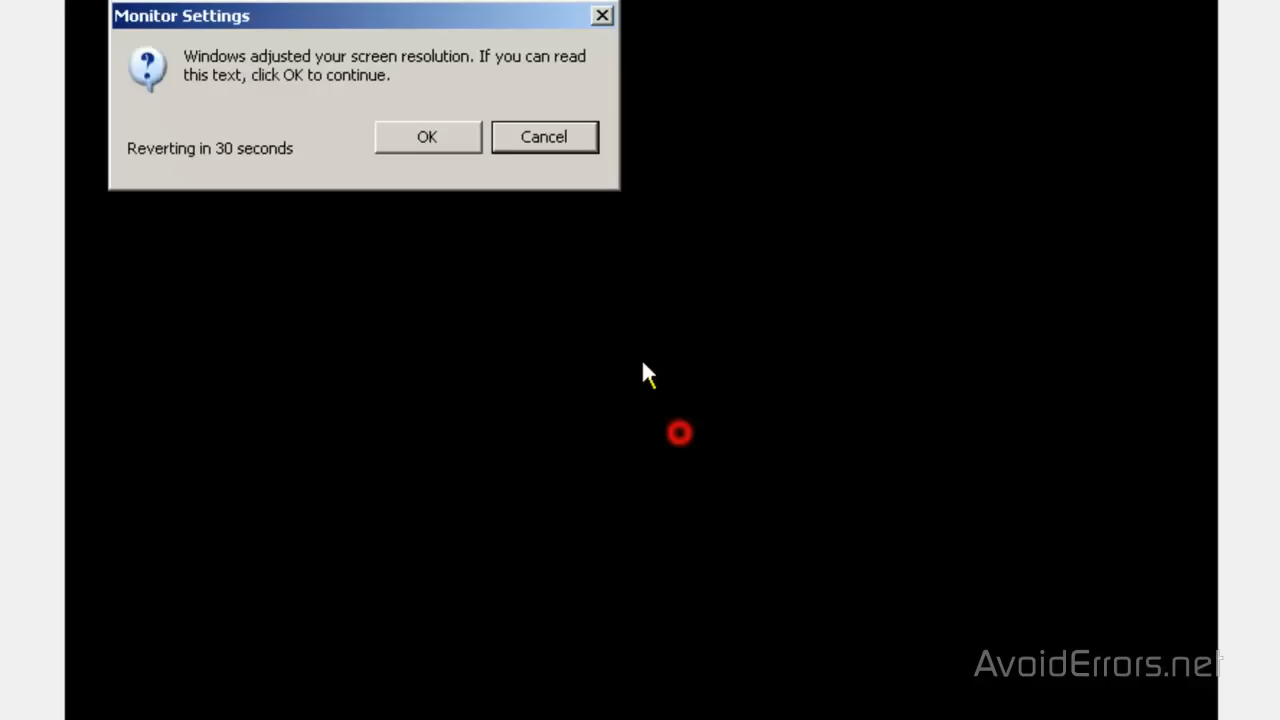 Monitor Settings
Windows adjusted your screen resolution. If you can read
this text, click OK to continue.
OK
Cancel
Reverting in 30 seconds
AvoidErrors.net